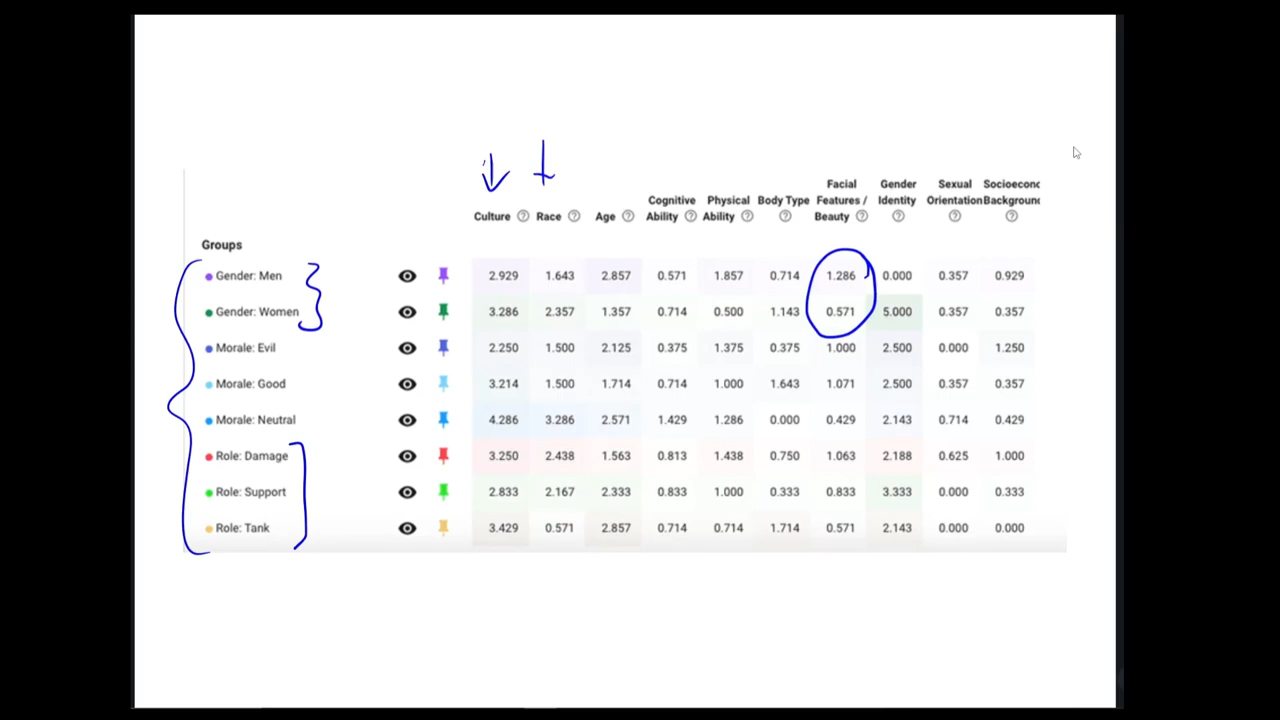 Facial Gender Sexual Socioecond
Cognitive Physical Body Type Features / Identity Orientation Background
Culture Race Age Ability Ability Beauty
Groups
Gender: Men 2.929 1.643 2.857 0.571 1.857 0.714 1.286 0.000 0.357 0.929
Gender: Women 3.286 2.357 1.357 0.714 0.500 1.143 0.571 5.000 0.357 0.357
Morale: Evil 2.250 1.500 2.125 0.375 1.375 0.375 1.000 2.500 0.000 1.250
Morale: Good 3.214 1.500 1.714 0.714 1.000 1.643 1.071 2.500 0.357 0.357
Morale: Neutral 4.286 3.286 2.571 1.429 1.286 0.000 0.429 2.143 0.714 0.429
Role: Damage 3.250 2.438 1.563 0.813 1.438 0.750 1.063 2.188 0.625 1.000
Role: Support 2.833 2.167 2.333 0.833 1.000 0.333 0.833 3.333 0.000 0.333
Role: Tank 3.429 0.571 2.857 0.714 0.714 1.714 0.571 2.143 0.000 0.000